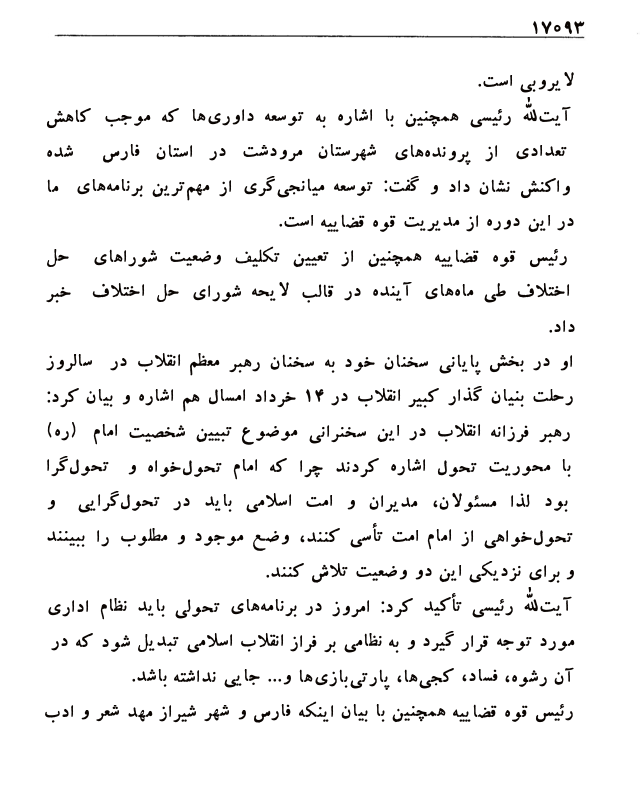 ۱۷۰۹۳
لایروبی است.
آیت‌الله رئیسی همچنین با اشاره به توسعه داوری‌ها که موجب کاهش
تعدادی از پرونده‌های شهرستان مرودشت در استان فارس شده
واکنش نشان داد و گفت: توسعه میانجی‌گری از مهم‌ترین برنامه‌های ما
در این دوره از مدیریت قوه قضاییه است.
رئیس قوه قضاییه همچنین از تعیین تکلیف وضعیت شوراهای حل
اختلاف طی ماه‌های آینده در قالب لایحه شورای حل اختلاف خبر
داد.
او در بخش پایانی سخنان خود به سخنان رهبر معظم انقلاب در سالروز
رحلت بنیان گذار کبیر انقلاب در ۱۴ خرداد امسال هم اشاره و بیان کرد:
رهبر فرزانه انقلاب در این سخنرانی موضوع تبیین شخصیت امام (ره)
با محوریت تحول اشاره کردند چرا که امام تحول‌خواه و تحول‌گرا
بود لذا مسئولان، مدیران و امت اسلامی باید در تحول‌گرایی و
تحول‌خواهی از امام امت تأسی کنند، وضع موجود و مطلوب را ببینند
و برای نزدیکی این دو وضعیت تلاش کنند.
آیت‌الله رئیسی تأکید کرد: امروز در برنامه‌های تحولی باید نظام اداری
مورد توجه قرار گیرد و به نظامی بر فراز انقلاب اسلامی تبدیل شود که در
آن رشوه، فساد، کجی‌ها، پارتی‌بازی‌ها و... جایی نداشته باشد.
رئیس قوه قضاییه همچنین با بیان اینکه فارس و شهر شیراز مهد شعر و ادب